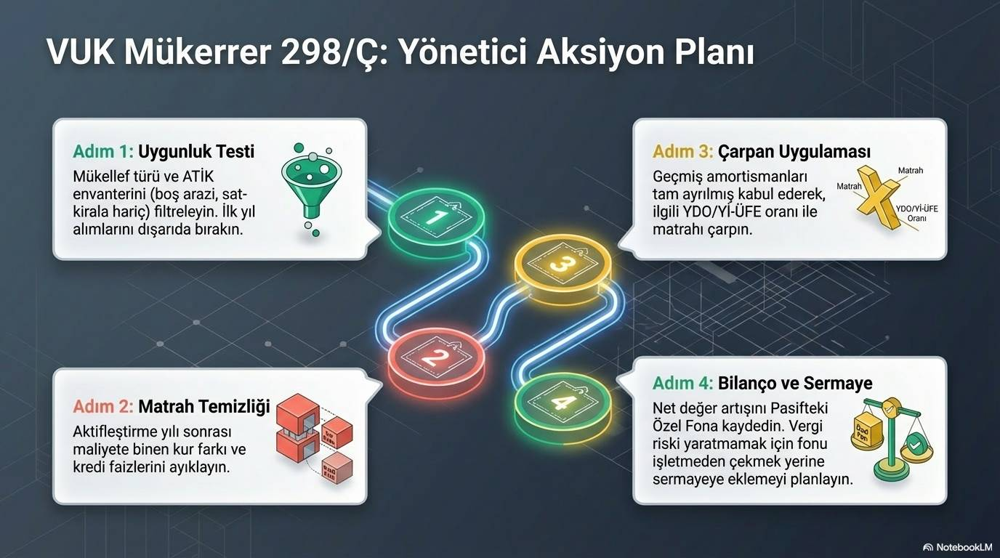 VUK Mükerrer 298/Ç: Yönetici Aksiyon Planı
Adım 1: Uygunluk Testi
Mükellef türü ve ATİK
envanterini (boş arazi, sat-
kirala hariç) filtreleyin. İlk yıl
alımlarını dışarıda bırakın.
1
Adım 2: Matrah Temizliği
Aktifleştirme yılı sonrası
maliyete binen kur farkı ve
kredi faizlerini ayıklayın.
2
Adım 3: Çarpan Uygulaması
Geçmiş amortismanları
tam ayrılmış kabul ederek,
ilgili YDO/Yİ-ÜFE oranı ile
matrahı çarpın.
Matrah
Matrah
YDO/Yİ-ÜFE
Oranı
3
Adım 4: Bilanço ve Sermaye
Net değer artışını Pasifteki
Özel Fona kaydedin. Vergi
riski yaratmamak için fonu
işletmeden çekmek yerine
sermayeye eklemeyi planlayın.
4
NotebookLM